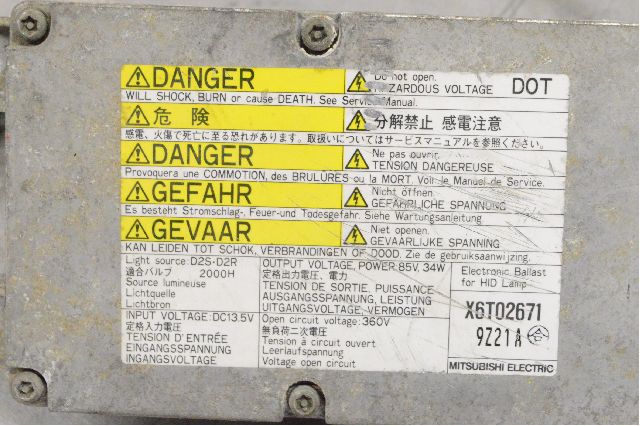 DANGER
Do not open.
HAZARDOUS VOLTAGE
DOT
WILL SHOCK, BURN or cause DEATH. See Service Manual.
危 険
分解禁止 感電注意
感電、火傷で死亡に至る恐れがあります。取扱いについてはサービスマニュアルを参照ください。
DANGER
Ne pas ouvrir.
TENSION DANGEREUSE
Provoquera une COMMOTION, des BRULÛRES ou la MORT. Voir le Manuel de Service.
GEFAHR
Nicht öffnen.
GEFÄHRLICHE SPANNUNG
Es besteht Stromschlag-, Feuer-und Todesgefahr. Siehe Wartungsanleitung
GEVAAR
Niet openen.
GEVAARLIJKE SPANNING
KAN LEIDEN TOT SCHOK, VERBRANDINGEN OF DOOD. Zie de gebruiksaanwijzing.
Light source: D2S·D2R
適合バルブ 2000H
Source lumineuse
Lichtquelle
Lichtbron
INPUT VOLTAGE: DC13.5V
定格入力電圧
TENSION D'ENTRÉE
EINGANGSSPANNUNG
INGANGSVOLTAGE
OUTPUT VOLTAGE, POWER 85V, 34W
定格出力電圧、電力
TENSION DE SORTIE, PUISSANCE
AUSGANGSSPANNUNG, LEISTUNG
UITGANGSVOLTAGE, VERMOGEN
Open circuit voltage: 360V
無負荷二次電圧
Tension à circuit ouvert
Leerlaufspannung
Voltage open circuit
Electronic Ballast
for HID Lamp
X6T02671
9Z21A
MITSUBISHI ELECTRIC